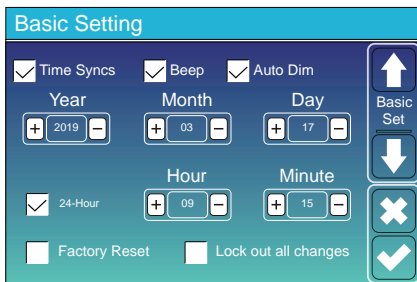 Basic Setting
Time Syncs Beep Auto Dim
Year Month Day
+ 2019 − + 03 − + 17 −
Basic
Set
Hour Minute
24-Hour + 09 − + 15 −
Factory Reset Lock out all changes